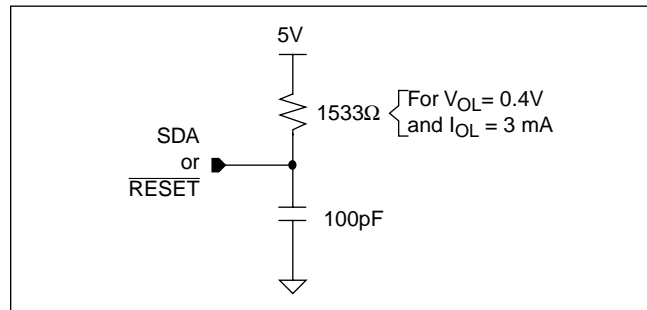 5V
1533Ω
For VOL= 0.4V
and IOL = 3 mA
SDA
or
RESET
100pF